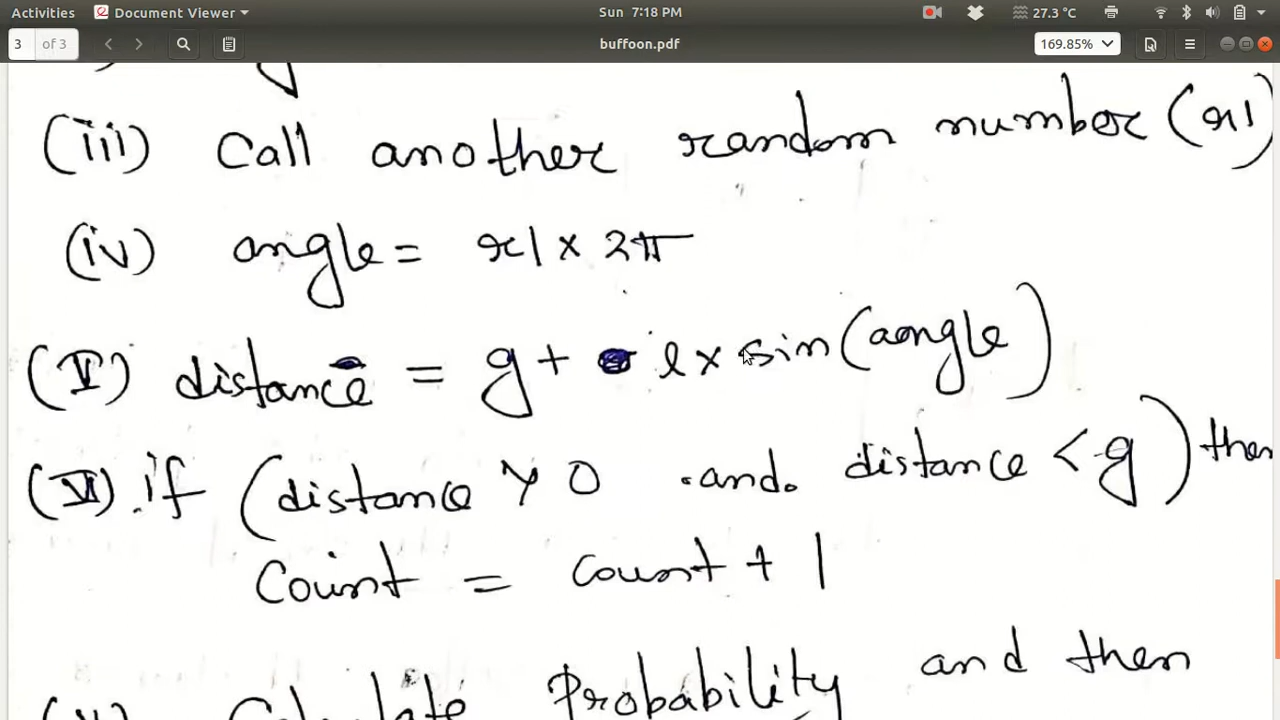 Activities Document Viewer Sun 7:18 PM 27.3 °C
3 of 3 buffoon.pdf 169.85%
(iii) Call another random number (r1)
(iv) angle = r1 × 2π
(V) distance = g + l × sin (aongle)
(VI) .if (distance > 0 .and. distance < g) then
Count = count + 1
Calculate Probability and then